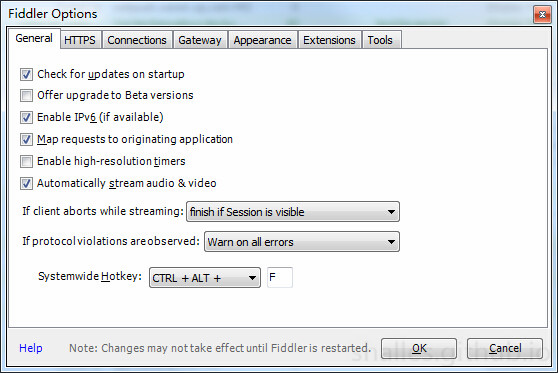 Fiddler Options
General HTTPS Connections Gateway Appearance Extensions Tools
Check for updates on startup
Offer upgrade to Beta versions
Enable IPv6 (if available)
Map requests to originating application
Enable high-resolution timers
Automatically stream audio & video
If client aborts while streaming: finish if Session is visible
If protocol violations are observed: Warn on all errors
Systemwide Hotkey: CTRL + ALT + F
Help Note: Changes may not take effect until Fiddler is restarted. OK Cancel